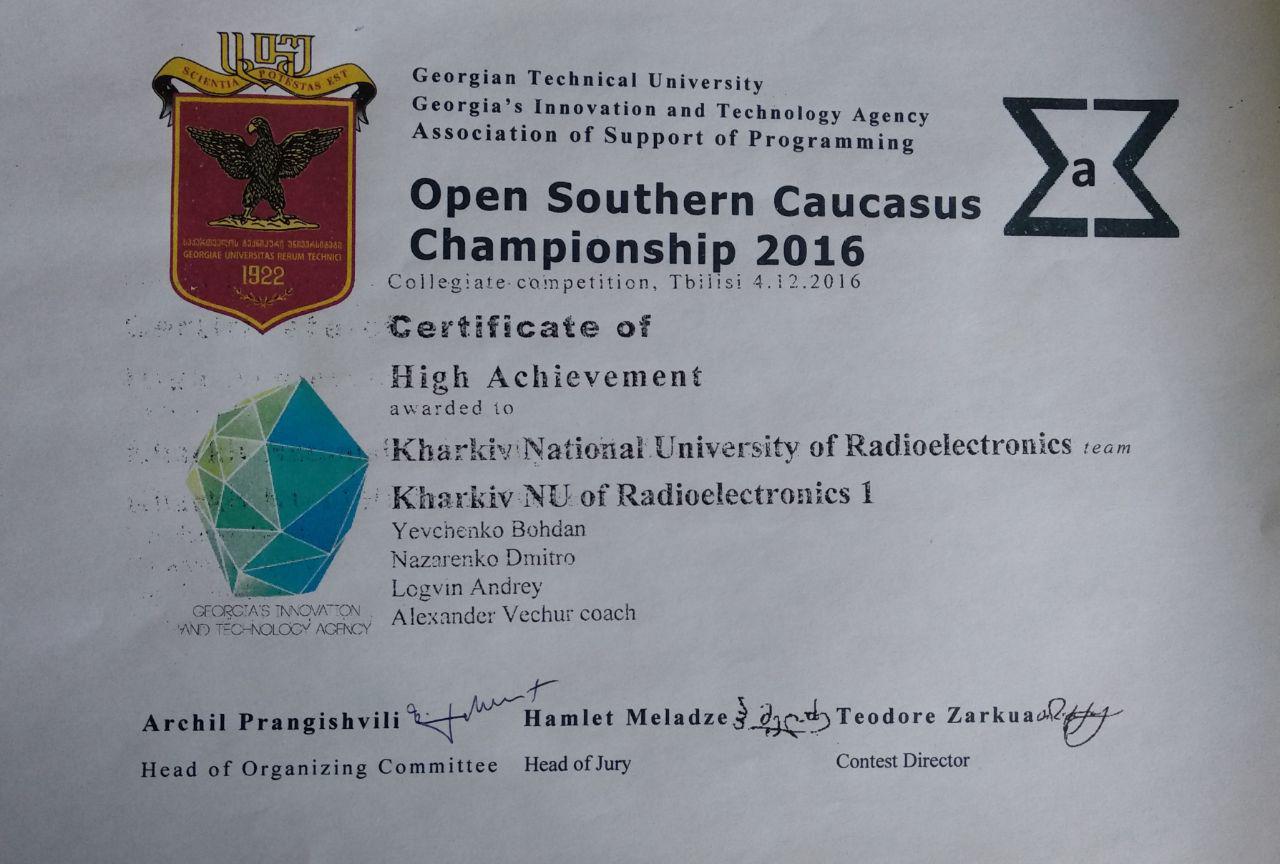 სტუ
SCIENTIA POTESTAS EST
საქართველოს ტექნიკური უნივერსიტეტი
GEORGIAE UNIVERSITAS RERUM TECHNICI
1922
Georgian Technical University
Georgia's Innovation and Technology Agency
Association of Support of Programming
a
Open Southern Caucasus
Championship 2016
Collegiate competition, Tbilisi 4.12.2016
Certificate of
High Achievement
awarded to
Kharkiv National University of Radioelectronics team
Kharkiv NU of Radioelectronics 1
Yevchenko Bohdan
Nazarenko Dmitro
Logvin Andrey
Alexander Vechur coach
GEORGIA'S INNOVATION
AND TECHNOLOGY AGENCY
Archil Prangishvili
Head of Organizing Committee
Hamlet Meladze
Head of Jury
Teodore Zarkua
Contest Director